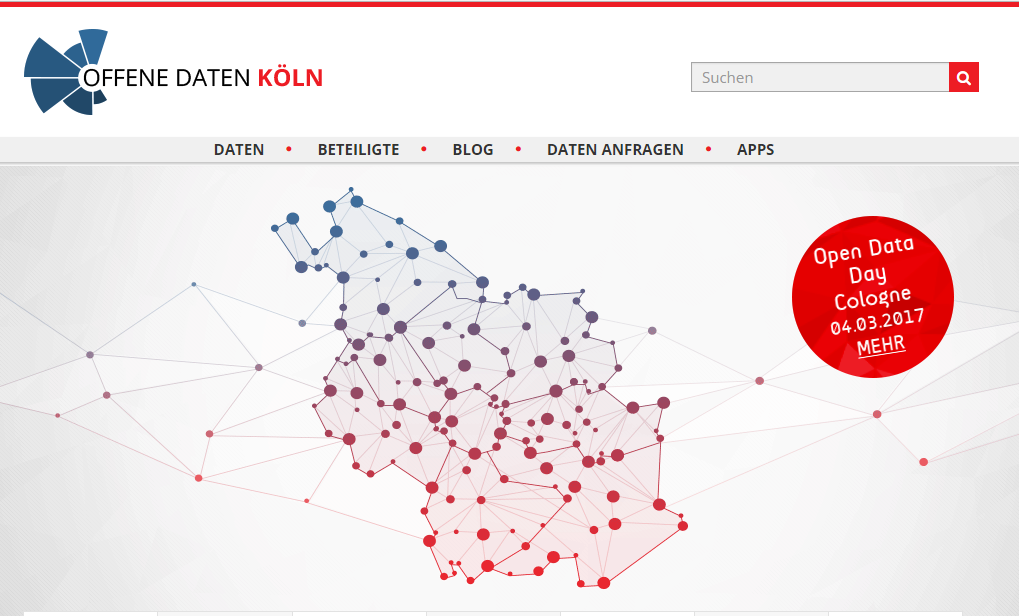 OFFENE DATEN KÖLN
Suchen
DATEN • BETEILIGTE • BLOG • DATEN ANFRAGEN • APPS
Open Data
Day
Cologne
04.03.2017
MEHR